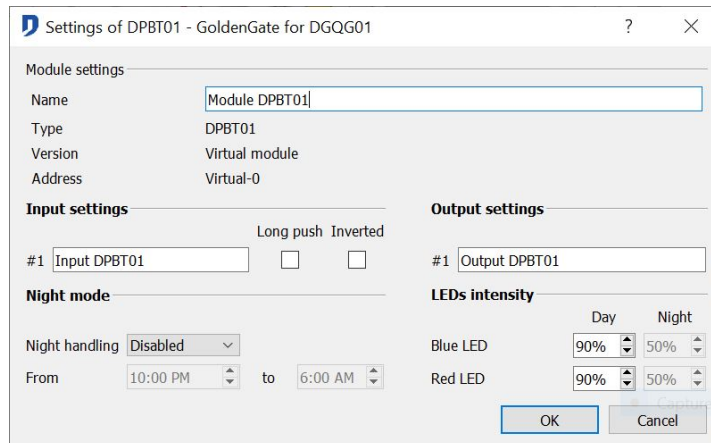 Settings of DPBT01 - GoldenGate for DGQG01 ?
Module settings
Name Module DPBT01
Type DPBT01
Version Virtual module
Address Virtual-0
Input settings
Long push Inverted
#1 Input DPBT01
Output settings
#1 Output DPBT01
Night mode
Night handling Disabled
From 10:00 PM to 6:00 AM
LEDs intensity
Day Night
Blue LED 90% 50%
Red LED 90% 50%
Capture
OK Cancel